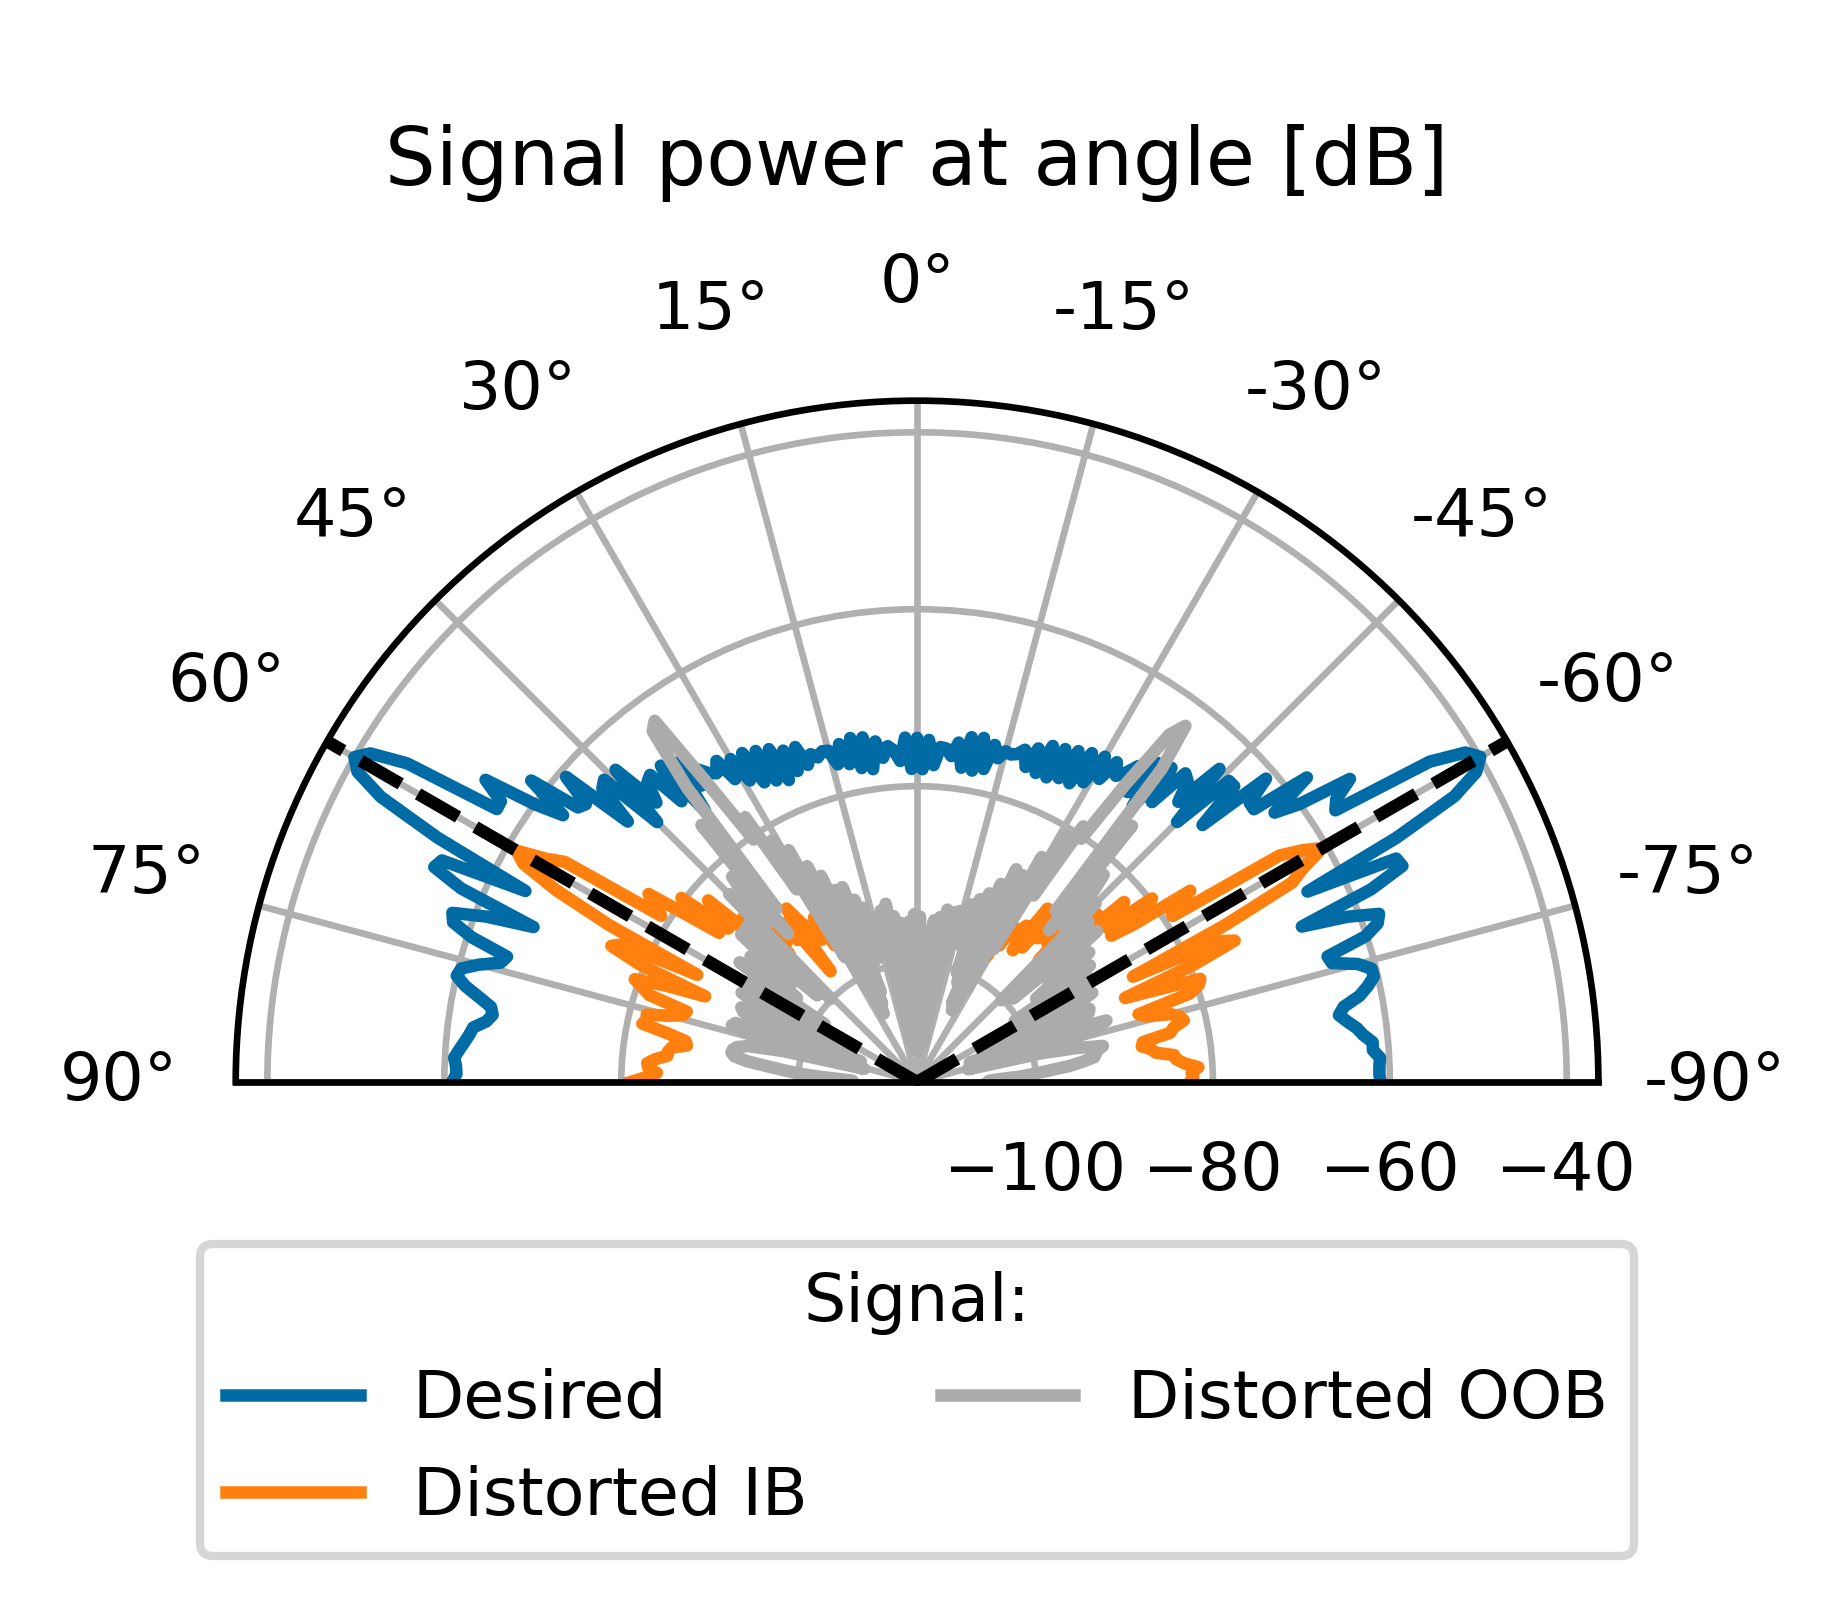 Signal power at angle [dB]
0°
15°
-15°
30°
-30°
45°
-45°
60°
-60°
75°
-75°
90°
-90°
−100 −80 −60 −40
Signal:
Desired
Distorted OOB
Distorted IB